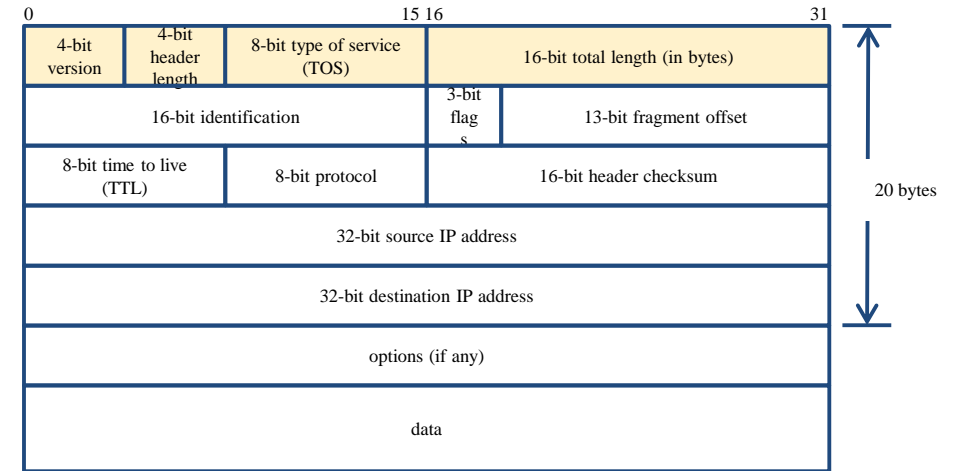 0 15 16 31
4-bit
version
4-bit
header
length
8-bit type of service
(TOS)
16-bit total length (in bytes)
16-bit identification
3-bit
flag
s
13-bit fragment offset
8-bit time to live
(TTL)
8-bit protocol
16-bit header checksum
20 bytes
32-bit source IP address
32-bit destination IP address
options (if any)
data